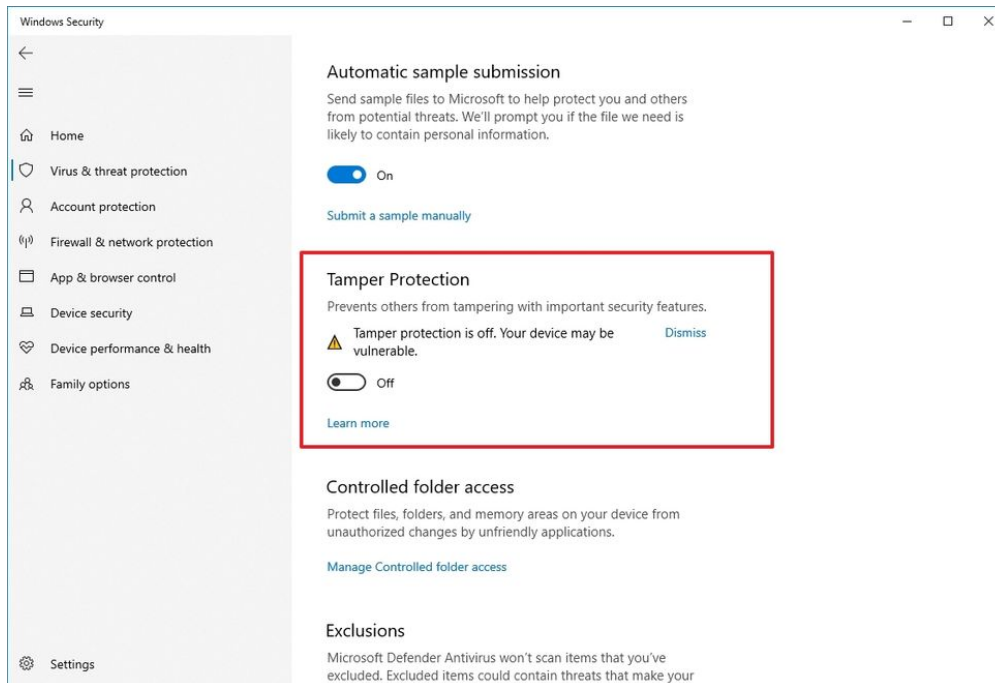 Windows Security
Home
Virus & threat protection
Account protection
Firewall & network protection
App & browser control
Device security
Device performance & health
Family options
Settings
Automatic sample submission
Send sample files to Microsoft to help protect you and others
from potential threats. We'll prompt you if the file we need is
likely to contain personal information.
On
Submit a sample manually
Tamper Protection
Prevents others from tampering with important security features.
Tamper protection is off. Your device may be
vulnerable.
Dismiss
Off
Learn more
Controlled folder access
Protect files, folders, and memory areas on your device from
unauthorized changes by unfriendly applications.
Manage Controlled folder access
Exclusions
Microsoft Defender Antivirus won't scan items that you've
excluded. Excluded items could contain threats that make your